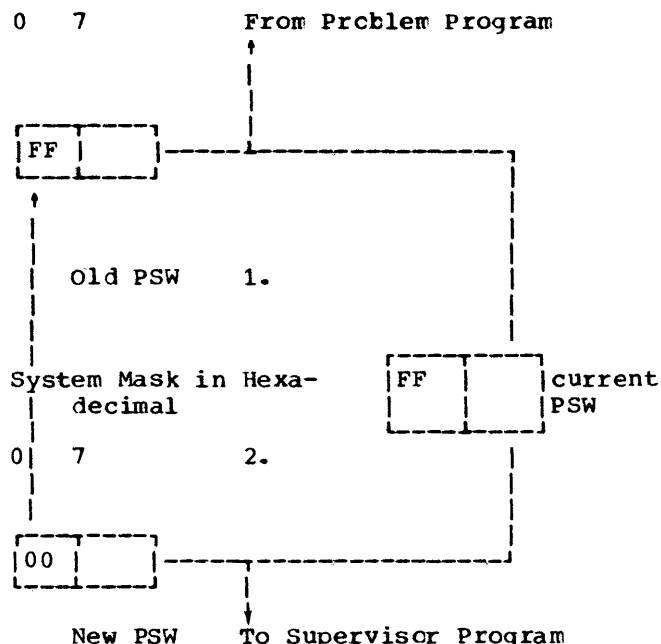 0 7 From Prcblem Program
FF
Old PSW 1.
System Mask in Hexa-
decimal
FF current
PSW
0 7 2.
00
New PSW To Supervisor Program